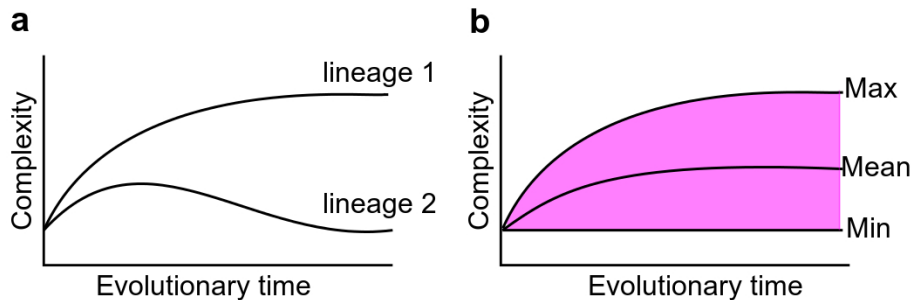 a
Complexity
lineage 1
lineage 2
Evolutionary time
b
Complexity
Max
Mean
Min
Evolutionary time